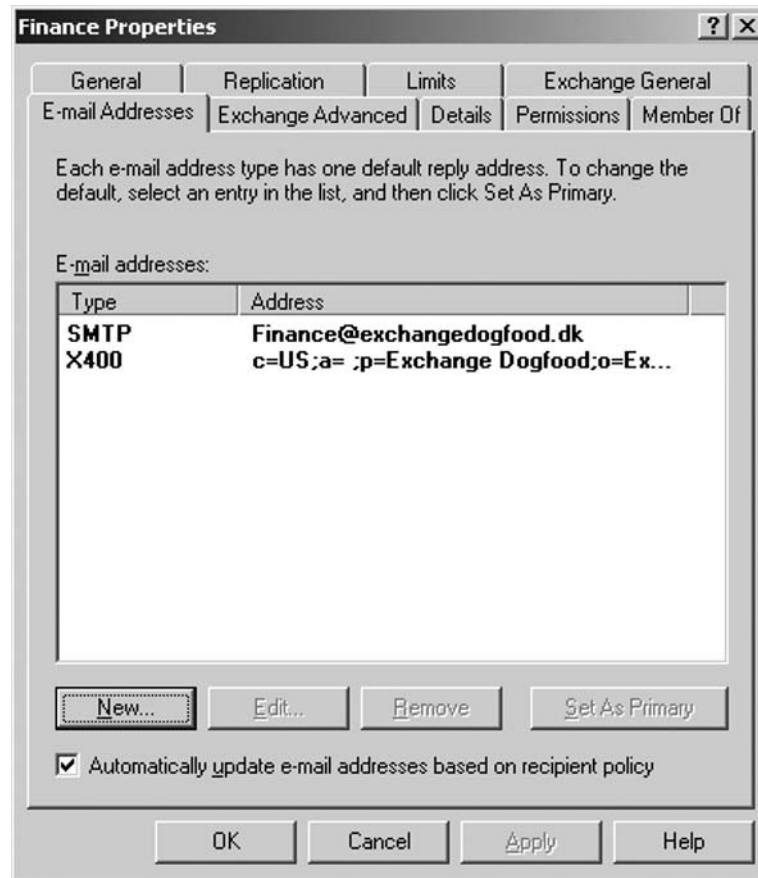 Finance Properties
General Replication Limits Exchange General
E-mail Addresses Exchange Advanced Details Permissions Member Of
Each e-mail address type has one default reply address. To change the
default, select an entry in the list, and then click Set As Primary.
E-mail addresses:
Type Address
SMTP Finance@exchangedogfood.dk
X400 c=US;a= ;p=Exchange Dogfood;o=Ex...
New... Edit... Remove Set As Primary
Automatically update e-mail addresses based on recipient policy
OK Cancel Apply Help